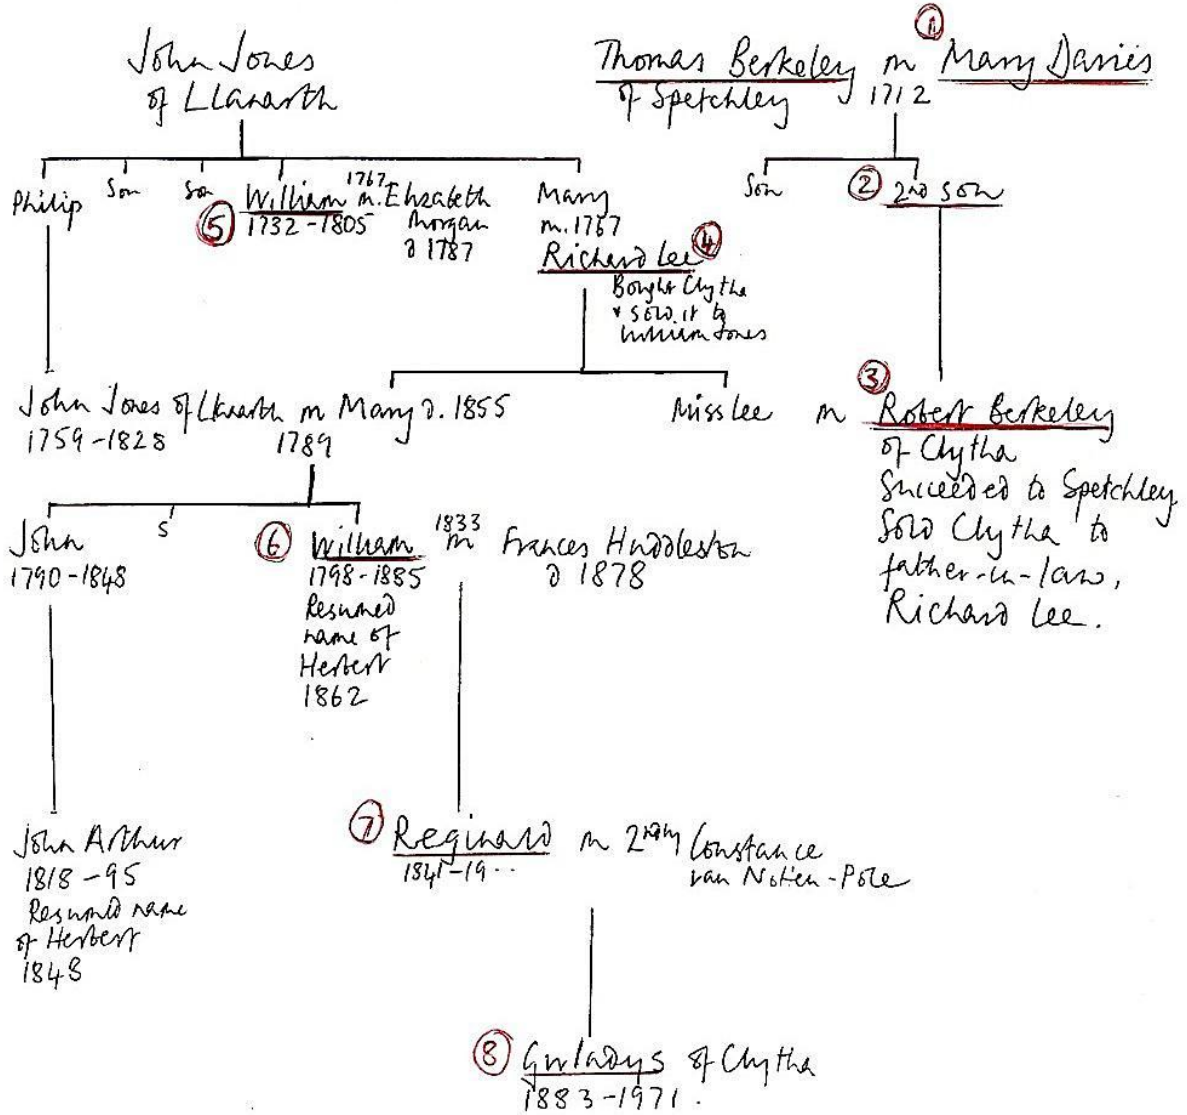 ①
John Jones
of Llanarth
Thomas Berkeley m Mary Davies
of Spetchley 1712
Philip Son Son William m. Elizabeth Mary Son ② 2nd son
1767
⑤ 1732-1805 Morgan m. 1767
d 1787
Richard Lee ④
Bought Clytha
& sold it to
William Jones
③
John Jones of Llanarth m Mary d. 1855 Miss Lee m Robert Berkeley
1759-1828 1789
of Clytha
Succeeded to Spetchley
Sold Clytha to
father-in-law,
Richard Lee.
John S ⑥ William m Frances Huddleston
1833
1790-1848 1798-1885 d 1878
Resumed
name of
Herbert
1862
⑦ Reginald m 2ndly Constance
1841-19.. van Notten-Pole
John Arthur
1818-95
Resumed name
of Herbert
1848
⑧ Gwladys of Clytha
1883-1971.